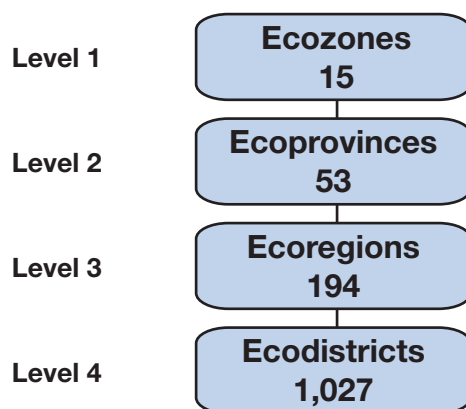 Level 1
Ecozones
15
Level 2
Ecoprovinces
53
Level 3
Ecoregions
194
Level 4
Ecodistricts
1,027